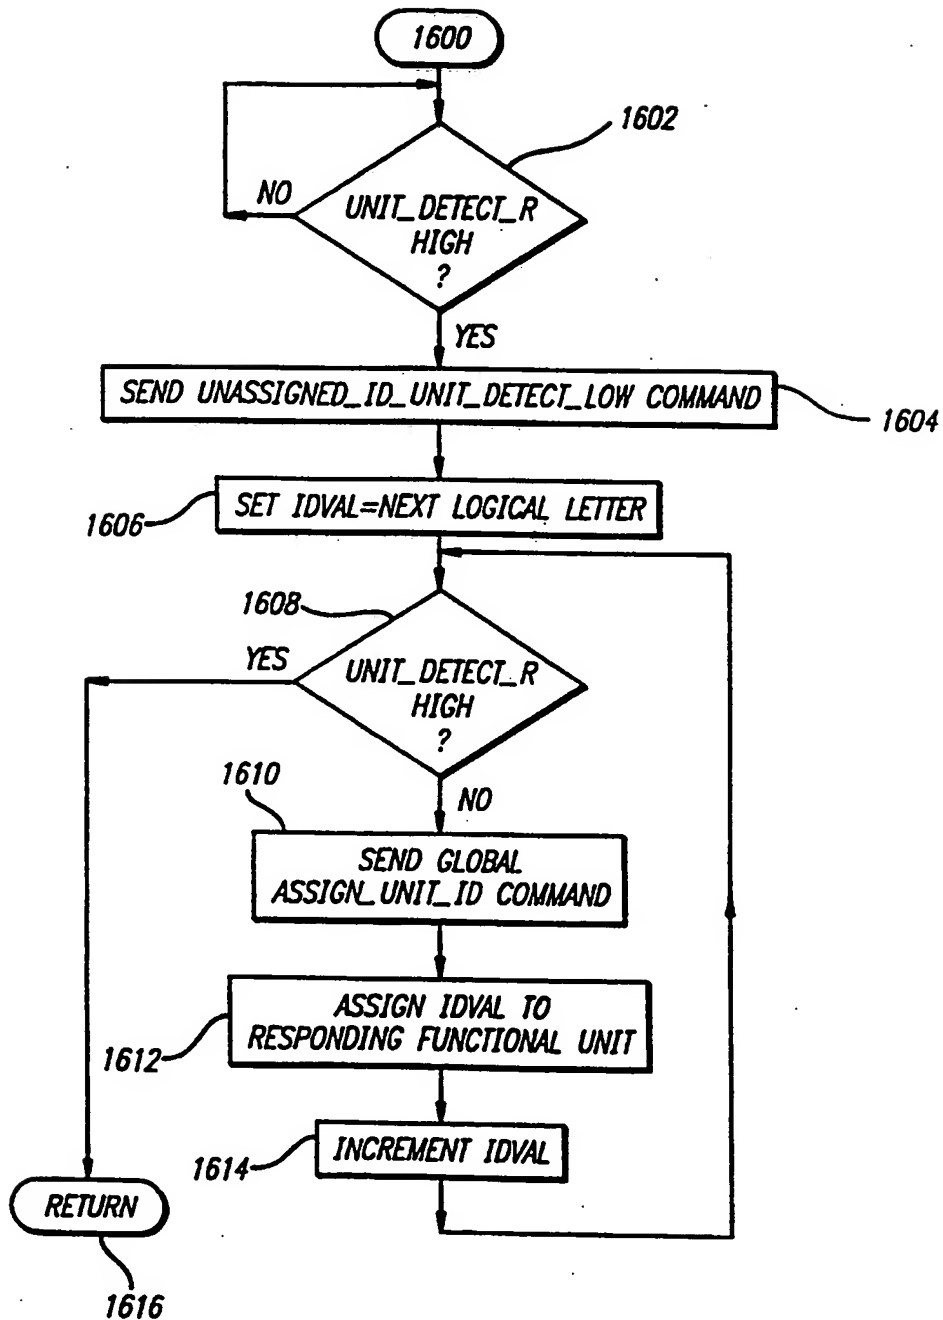 1600
1602
NO
UNIT_DETECT_R
HIGH
?
YES
SEND UNASSIGNED_ID_UNIT_DETECT_LOW COMMAND
1604
SET IDVAL=NEXT LOGICAL LETTER
1606
1608
YES
UNIT_DETECT_R
HIGH
?
1610
NO
SEND GLOBAL
ASSIGN_UNIT_ID COMMAND
ASSIGN IDVAL TO
RESPONDING FUNCTIONAL UNIT
1612
INCREMENT IDVAL
1614
RETURN
1616